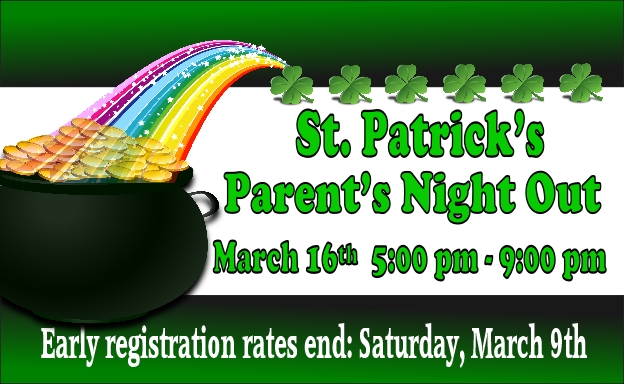 St. Patrick's
Parent's Night Out
March 16th 5:00 pm - 9:00 pm
Early registration rates end: Saturday, March 9th